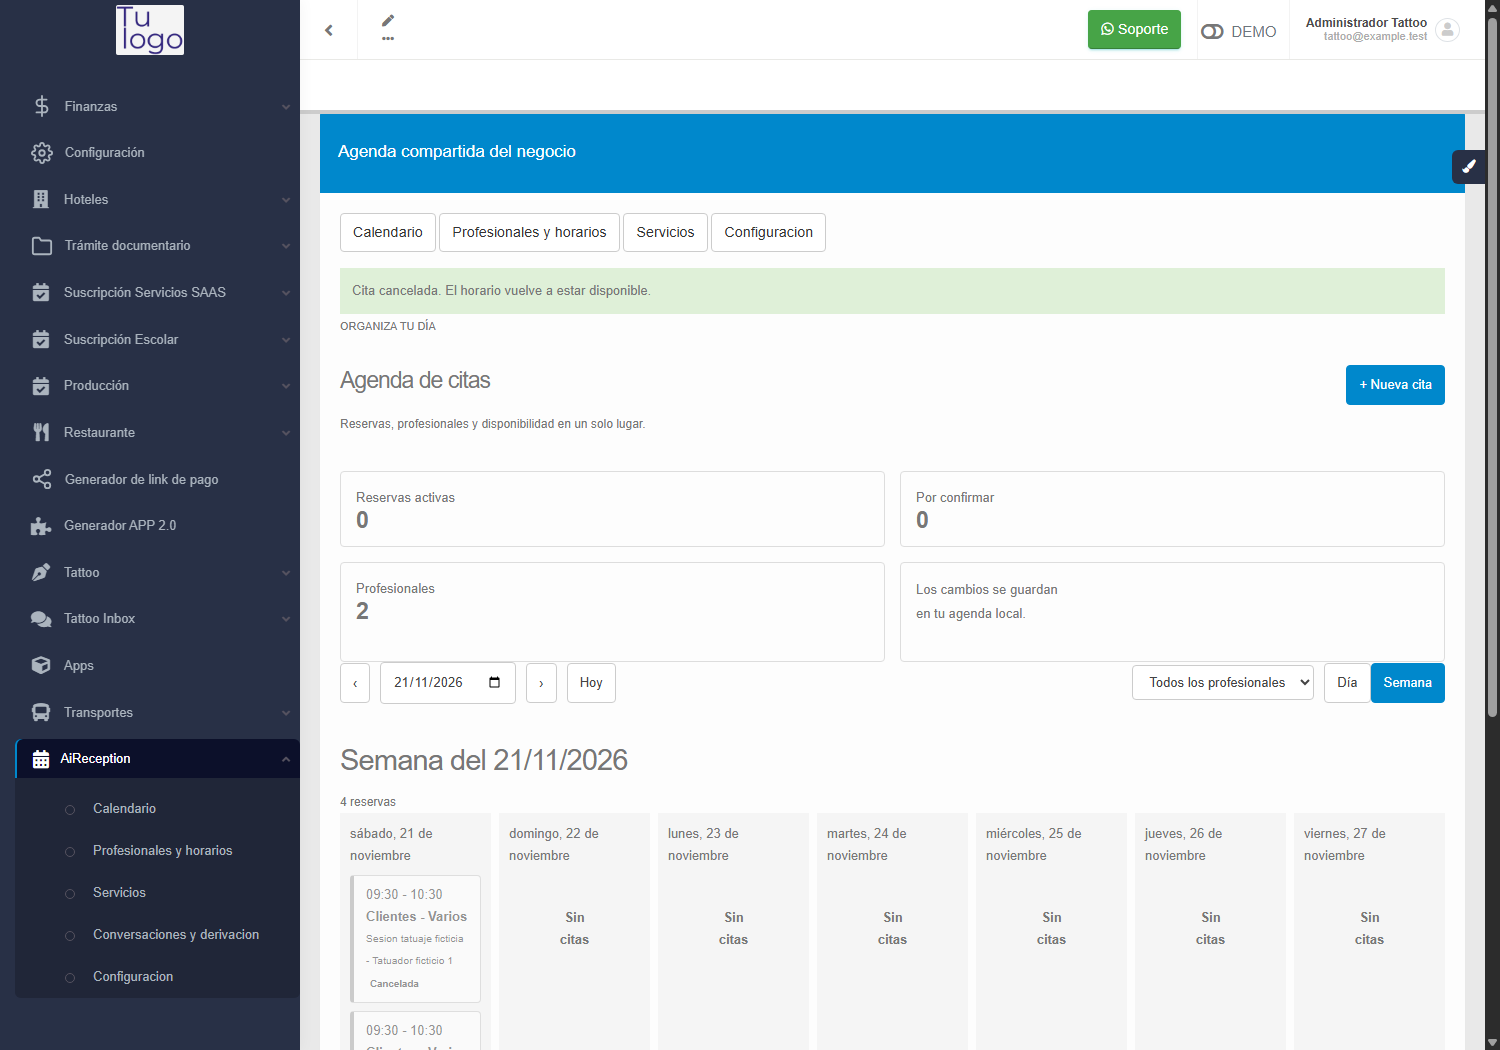 Tu
logo
Finanzas
Configuración
Hoteles
Trámite documentario
Suscripción Servicios SAAS
Suscripción Escolar
Producción
Restaurante
Generador de link de pago
Generador APP 2.0
Tattoo
Tattoo Inbox
Apps
Transportes
AiReception
Calendario
Profesionales y horarios
Servicios
Conversaciones y derivacion
Configuracion
Soporte
DEMO
Administrador Tattoo
tattoo@example.test
Agenda compartida del negocio
Calendario
Profesionales y horarios
Servicios
Configuracion
Cita cancelada. El horario vuelve a estar disponible.
ORGANIZA TU DÍA
Agenda de citas
+ Nueva cita
Reservas, profesionales y disponibilidad en un solo lugar.
Reservas activas
0
Por confirmar
0
Profesionales
2
Los cambios se guardan
en tu agenda local.
‹
21/11/2026
›
Hoy
Todos los profesionales
Día
Semana
Semana del 21/11/2026
4 reservas
sábado, 21 de
noviembre
09:30 - 10:30
Clientes - Varios
Sesion tatuaje ficticia
- Tatuador ficticio 1
Cancelada
09:30 - 10:30
domingo, 22 de
noviembre
Sin
citas
lunes, 23 de
noviembre
Sin
citas
martes, 24 de
noviembre
Sin
citas
miércoles, 25 de
noviembre
Sin
citas
jueves, 26 de
noviembre
Sin
citas
viernes, 27 de
noviembre
Sin
citas